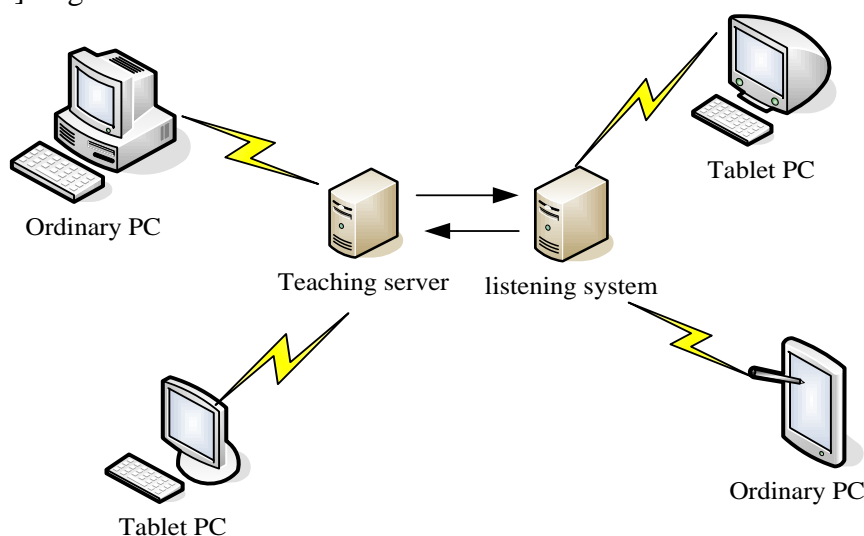 Tablet PC
Ordinary PC
Teaching server
listening system
Ordinary PC
Tablet PC